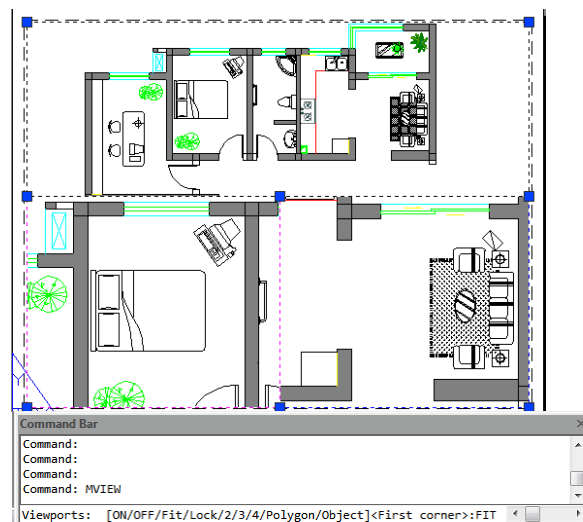 Command Bar
Command:
Command:
Command:
Command: MVIEW
Viewports: [ON/OFF/Fit/Lock/2/3/4/Polygon/Object]<First corner>:FIT